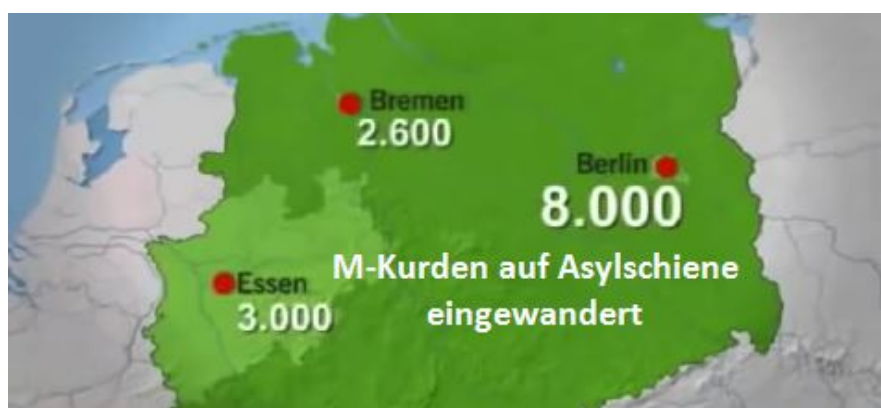 Bremen
2.600
Berlin
8.000
M-Kurden auf Asylschiene
eingewandert
Essen
3.000